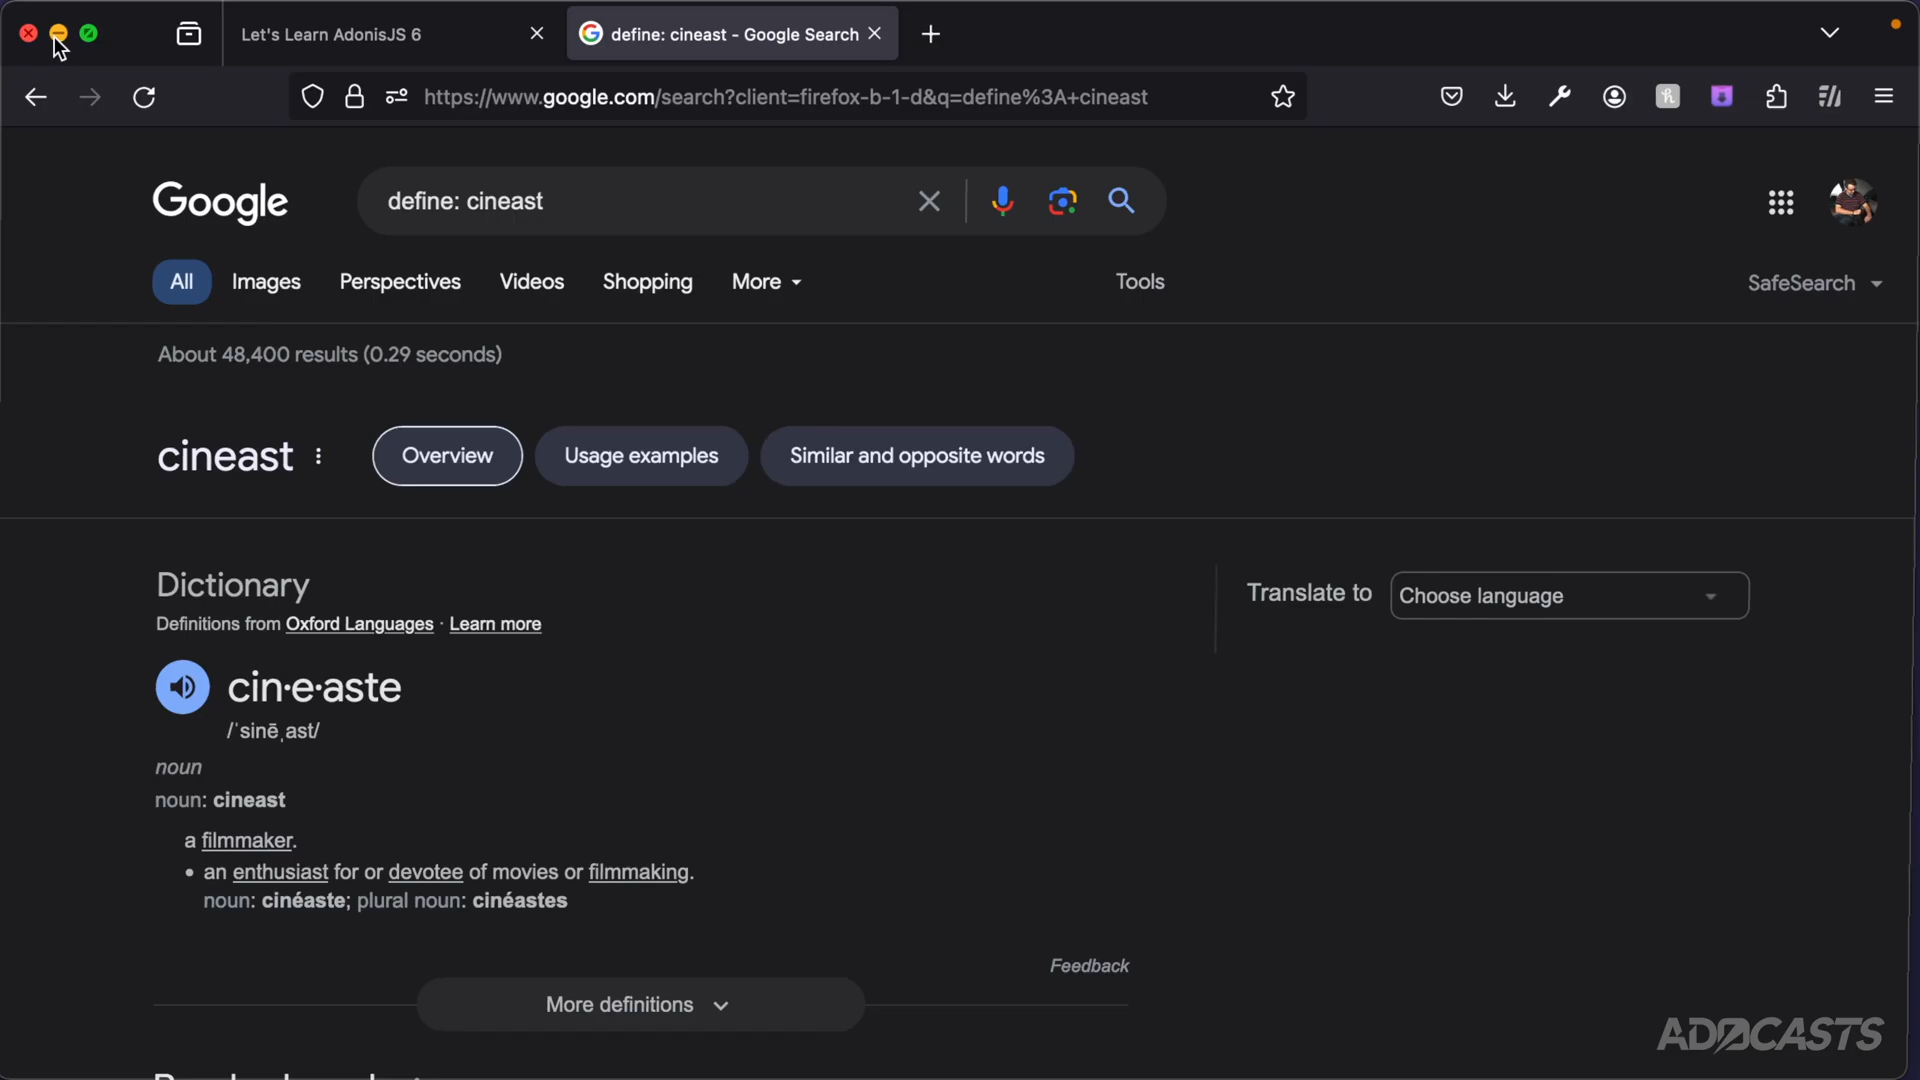 Let's Learn AdonisJS 6
define: cineast - Google Search
https://www.google.com/search?client=firefox-b-1-d&q=define%3A+cineast
Google
define: cineast
All Images Perspectives Videos Shopping More Tools SafeSearch
About 48,400 results (0.29 seconds)
cineast Overview Usage examples Similar and opposite words
Dictionary
Definitions from Oxford Languages · Learn more
Translate to Choose language
cin·e·aste
/ˈsinēˌast/
noun
noun: cineast
a filmmaker.
• an enthusiast for or devotee of movies or filmmaking.
noun: cinéaste; plural noun: cinéastes
Feedback
More definitions
ADOCASTS